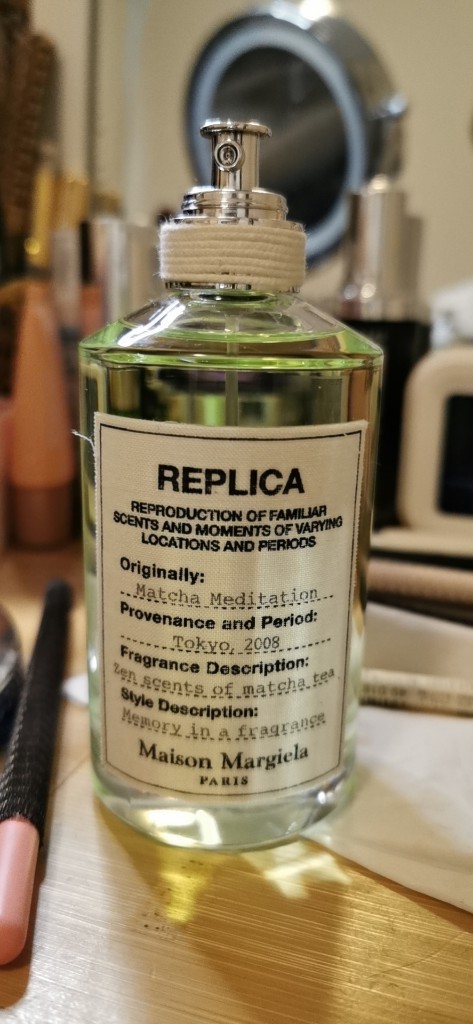 REPLICA
REPRODUCTION OF FAMILIAR
SCENTS AND MOMENTS OF VARYING
LOCATIONS AND PERIODS
Originally:
Matcha Meditation
Provenance and Period:
Tokyo, 2008
Fragrance Description:
Zen scents of matcha tea
Style Description:
Memory in a fragrance
Maison Margiela
PARIS